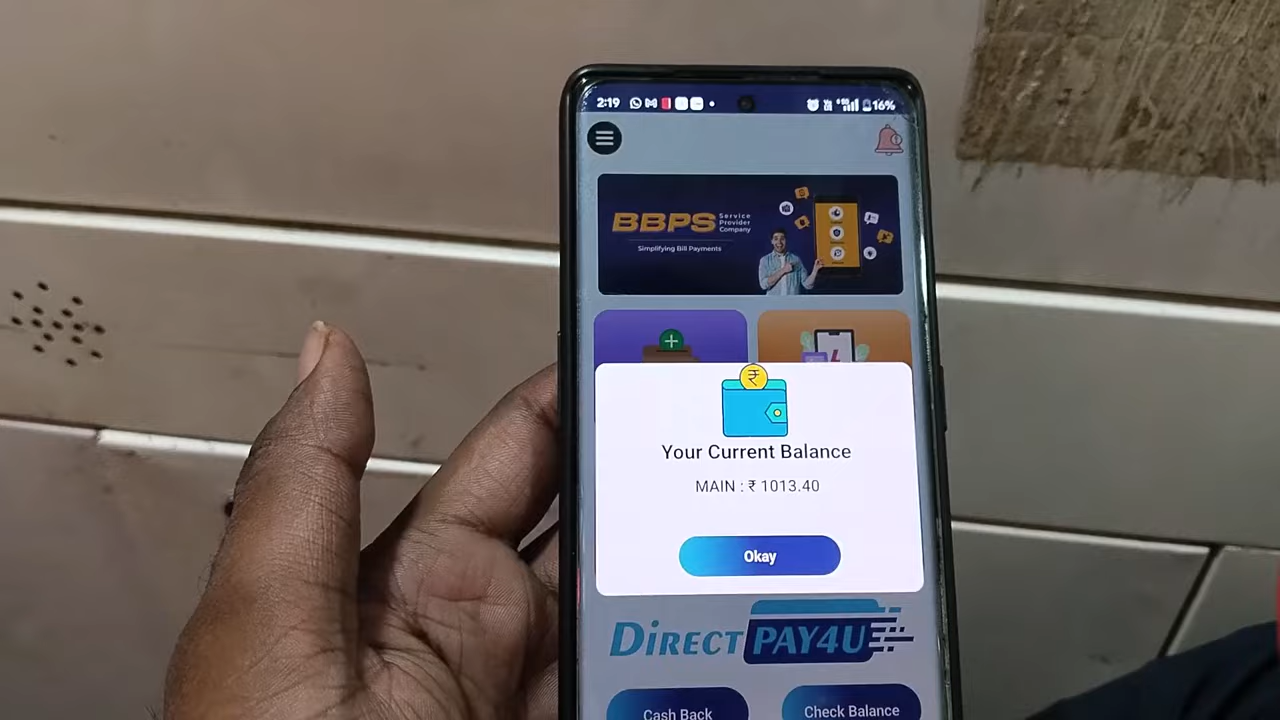 2:19 16%
BBPS Service Provider Company
Simplifying Bill Payments
Your Current Balance
MAIN : ₹ 1013.40
Okay
DIRECT PAY4U
Cash Back Check Balance